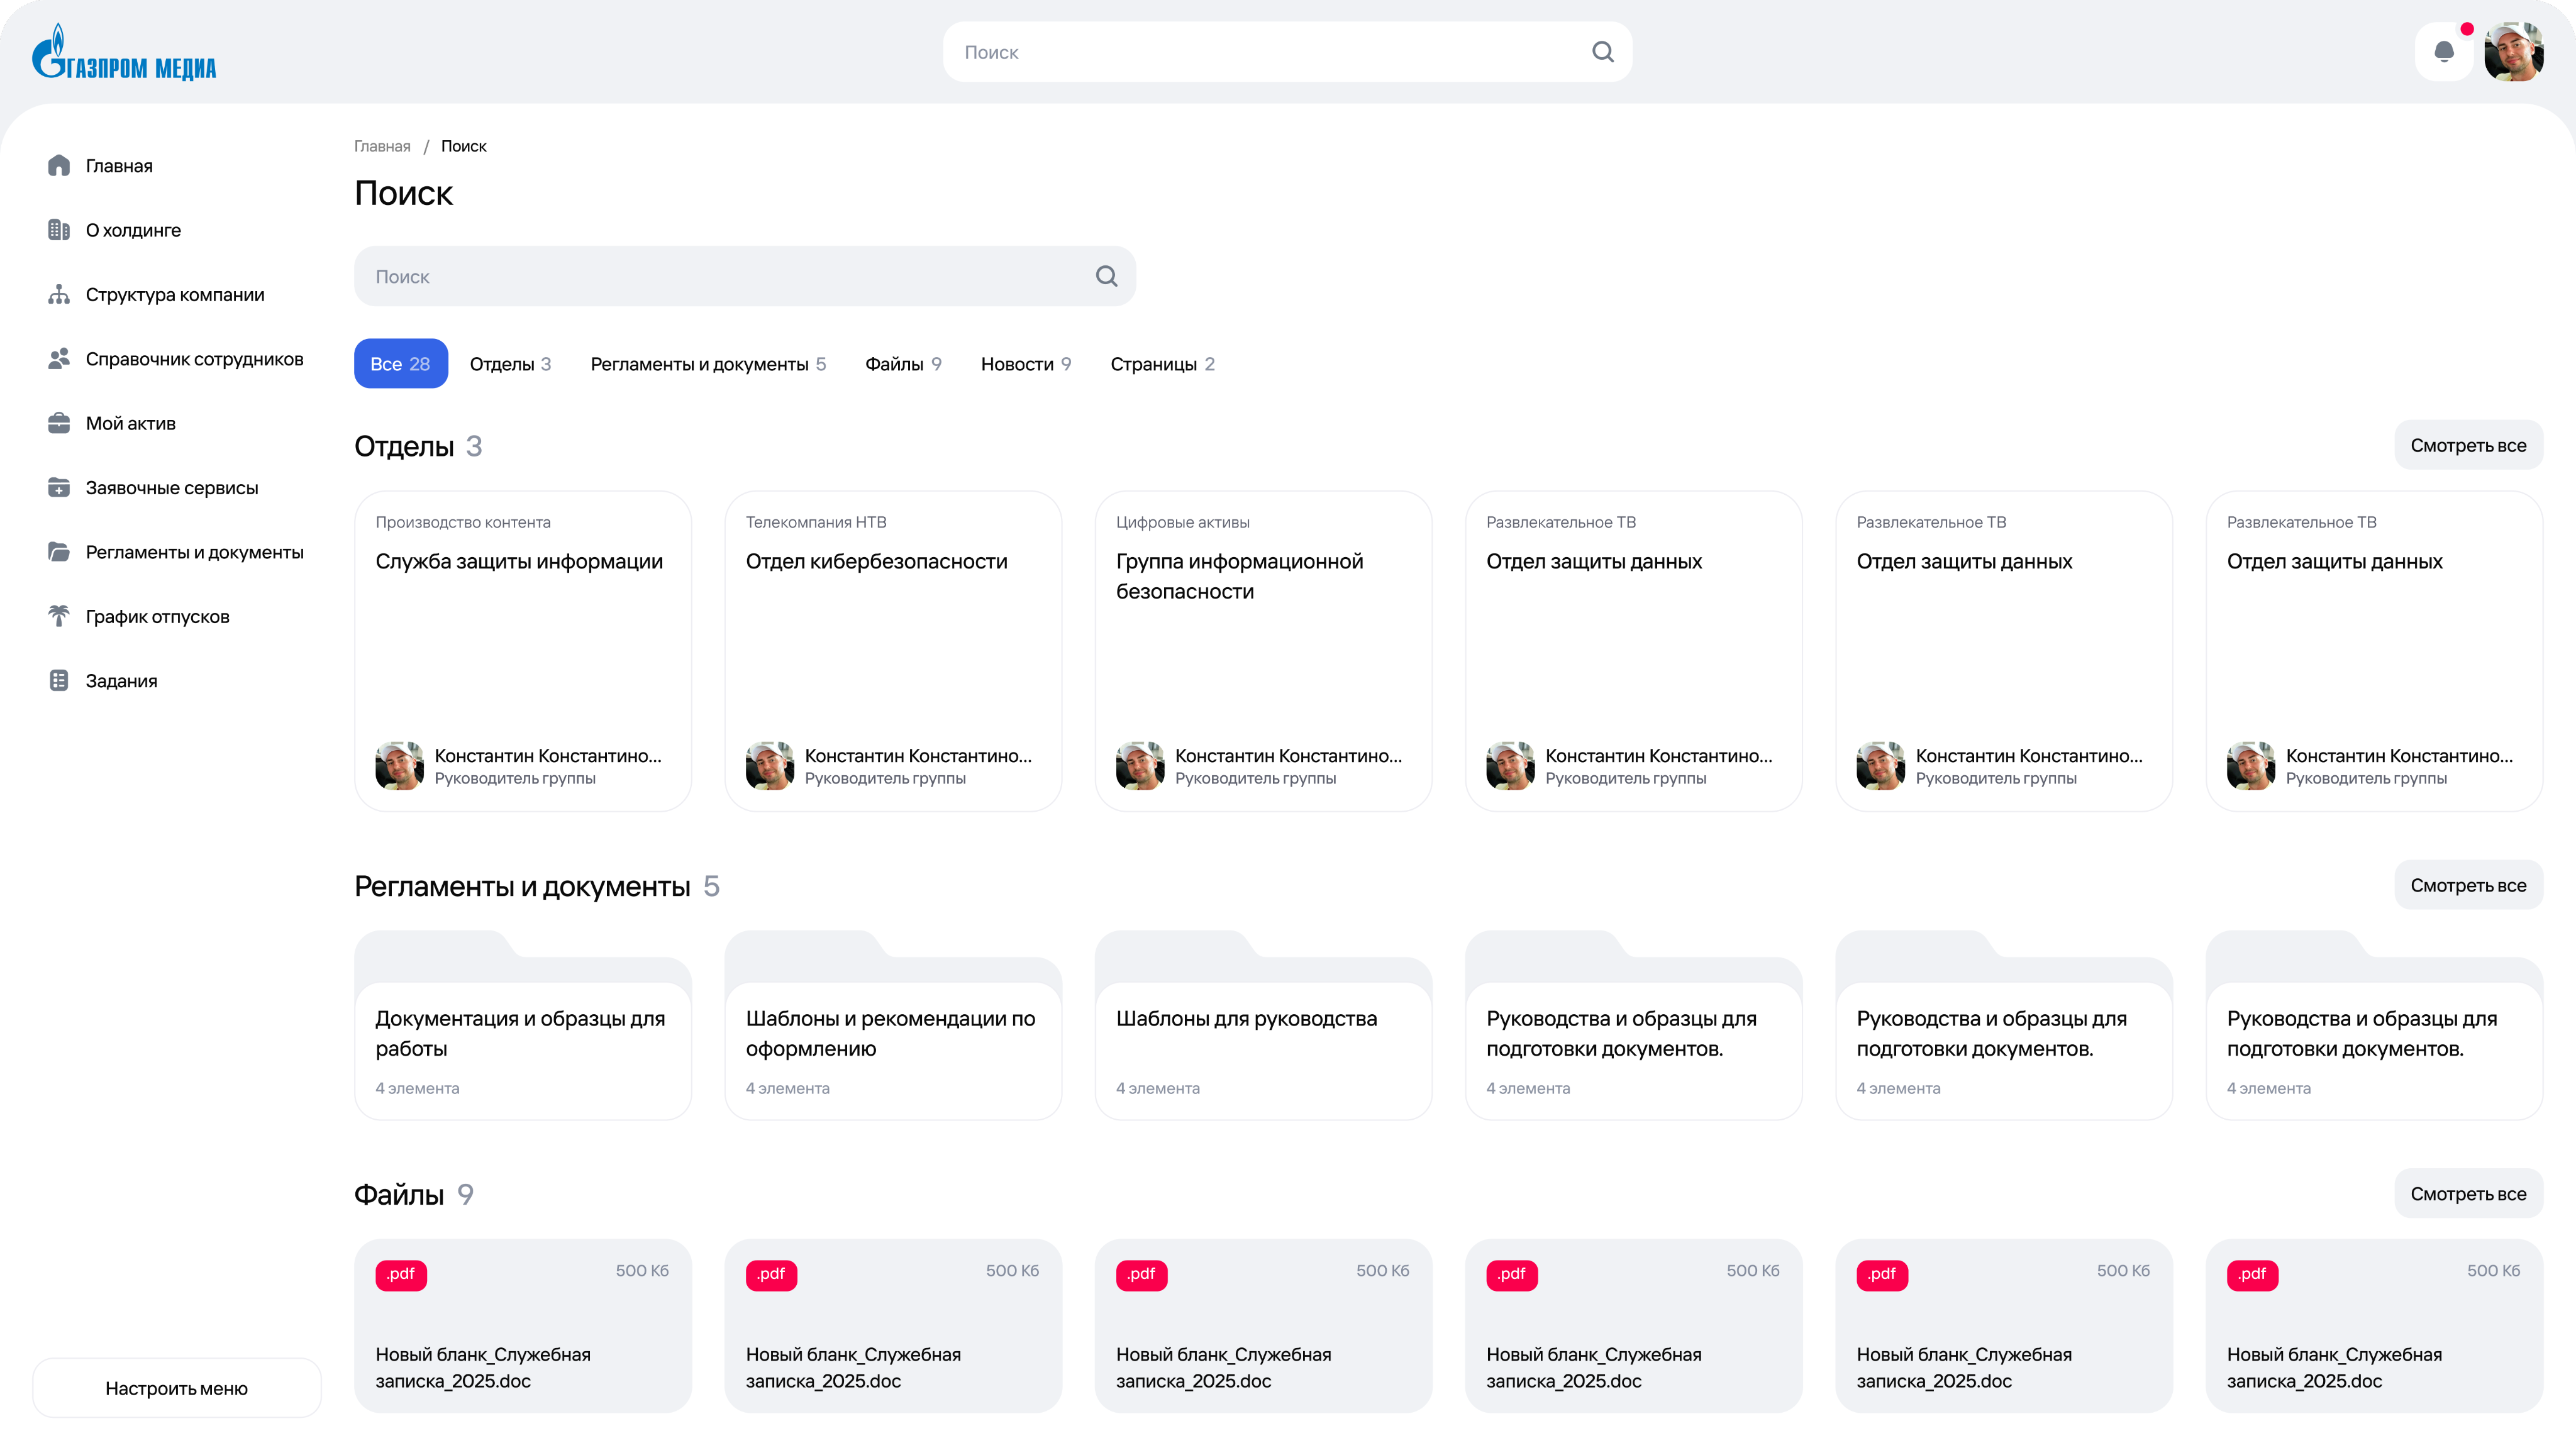 ГАЗПРОМ МЕДИА
Поиск
Главная
О холдинге
Структура компании
Справочник сотрудников
Мой актив
Заявочные сервисы
Регламенты и документы
График отпусков
Задания
Настроить меню
Главная / Поиск
Поиск
Поиск
Все 28 Отделы 3 Регламенты и документы 5 Файлы 9 Новости 9 Страницы 2
Отделы 3
Смотреть все
Производство контента
Служба защиты информации
Константин Константино...
Руководитель группы
Телекомпания НТВ
Отдел кибербезопасности
Константин Константино...
Руководитель группы
Цифровые активы
Группа информационной
безопасности
Константин Константино...
Руководитель группы
Развлекательное ТВ
Отдел защиты данных
Константин Константино...
Руководитель группы
Развлекательное ТВ
Отдел защиты данных
Константин Константино...
Руководитель группы
Развлекательное ТВ
Отдел защиты данных
Константин Константино...
Руководитель группы
Регламенты и документы 5
Смотреть все
Документация и образцы для
работы
4 элемента
Шаблоны и рекомендации по
оформлению
4 элемента
Шаблоны для руководства
4 элемента
Руководства и образцы для
подготовки документов.
4 элемента
Руководства и образцы для
подготовки документов.
4 элемента
Руководства и образцы для
подготовки документов.
4 элемента
Файлы 9
Смотреть все
.pdf 500 Кб
Новый бланк_Служебная
записка_2025.doc
.pdf 500 Кб
Новый бланк_Служебная
записка_2025.doc
.pdf 500 Кб
Новый бланк_Служебная
записка_2025.doc
.pdf 500 Кб
Новый бланк_Служебная
записка_2025.doc
.pdf 500 Кб
Новый бланк_Служебная
записка_2025.doc
.pdf 500 Кб
Новый бланк_Служебная
записка_2025.doc